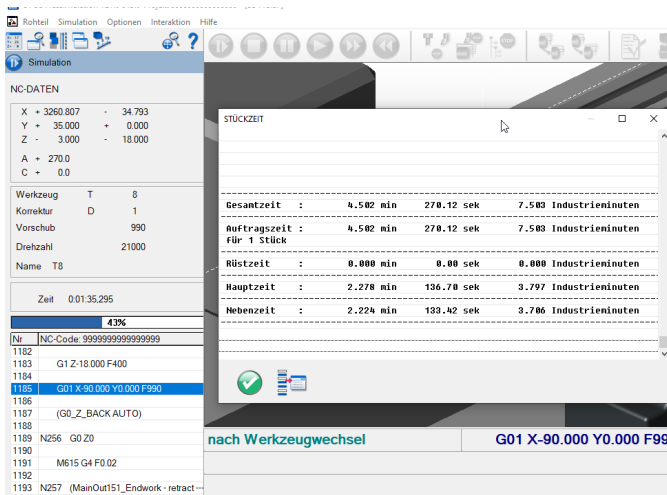 Rohteil Simulation Optionen Interaktion Hilfe
Simulation
NC-DATEN
X + 3260.807 - 34.793
Y + 35.000 + 0.000
Z - 3.000 - 18.000
A + 270.0
C + 0.0
Werkzeug T 8
Korrektur D 1
Vorschub 990
Drehzahl 21000
Name T8
Zeit 0:01:35,295
43%
Nr NC-Code: 9999999999999999
1182
1183 G1 Z-18.000 F400
1184
1185 G01 X-90.000 Y0.000 F990
1186
1187 (G0_Z_BACK AUTO)
1188
1189 N256 G0 Z0
1190
1191 M615 G4 F0.02
1192
1193 N257 (MainOut151_Endwork - retract ---
STOP
STÜCKZEIT
Gesamtzeit : 4.502 min 270.12 sek 7.503 Industrieminuten
Auftragszeit : 4.502 min 270.12 sek 7.503 Industrieminuten
für 1 Stück
Rüstzeit : 0.000 min 0.00 sek 0.000 Industrieminuten
Hauptzeit : 2.278 min 136.70 sek 3.797 Industrieminuten
Nebenzeit : 2.224 min 133.42 sek 3.706 Industrieminuten
nach Werkzeugwechsel
G01 X-90.000 Y0.000 F99